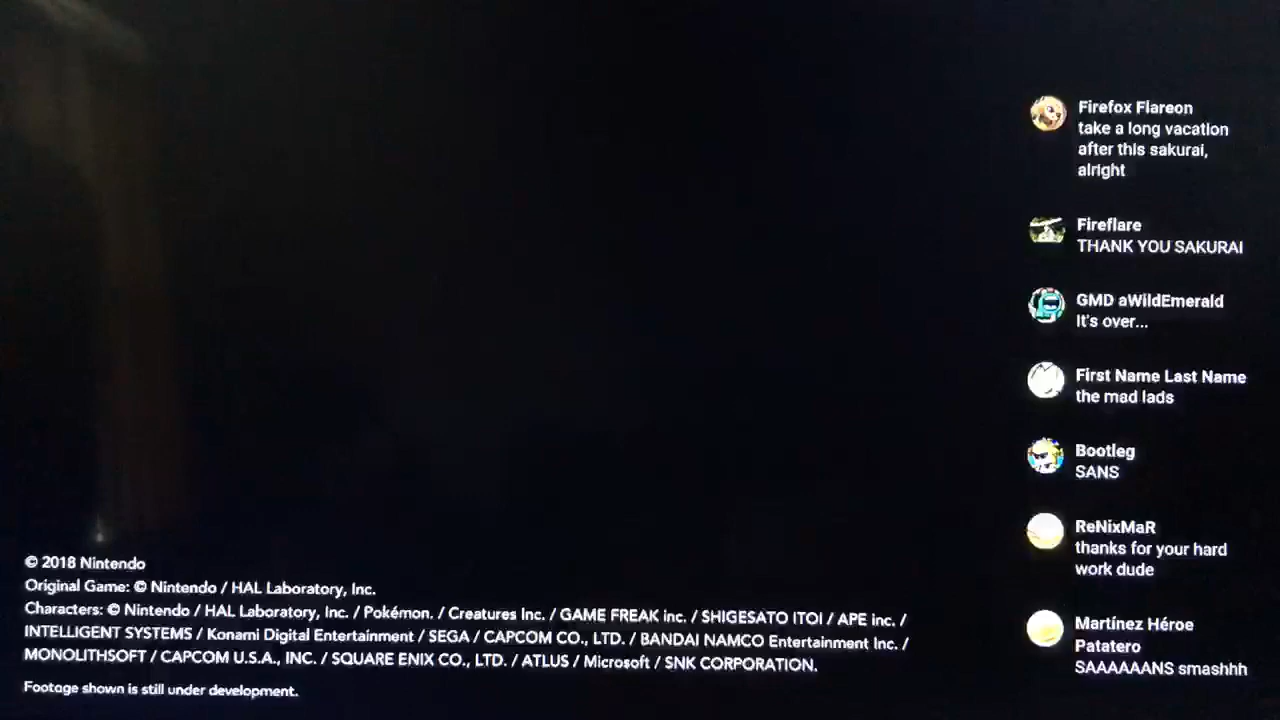 Firefox Flareon
take a long vacation
after this sakurai,
alright
Fireflare
THANK YOU SAKURAI
GMD aWildEmerald
It's over...
First Name Last Name
the mad lads
Bootleg
SANS
ReNixMaR
thanks for your hard
work dude
Martínez Héroe
Patatero
SAAAAAANS smashhh
© 2018 Nintendo
Original Game: © Nintendo / HAL Laboratory, Inc.
Characters: © Nintendo / HAL Laboratory, Inc. / Pokémon. / Creatures Inc. / GAME FREAK inc. / SHIGESATO ITOI / APE inc. /
INTELLIGENT SYSTEMS / Konami Digital Entertainment / SEGA / CAPCOM CO., LTD. / BANDAI NAMCO Entertainment Inc. /
MONOLITHSOFT / CAPCOM U.S.A., INC. / SQUARE ENIX CO., LTD. / ATLUS / Microsoft / SNK CORPORATION.
Footage shown is still under development.